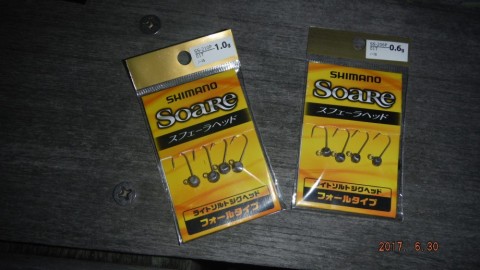 1.0g
SHIMANO
SOARE
スフェーラヘッド
ライトソルトジグヘッド
フォールタイプ
0.6g
SHIMANO
SOARE
スフェーラヘッド
ライトソルトジグヘッド
フォールタイプ
2017 6.30